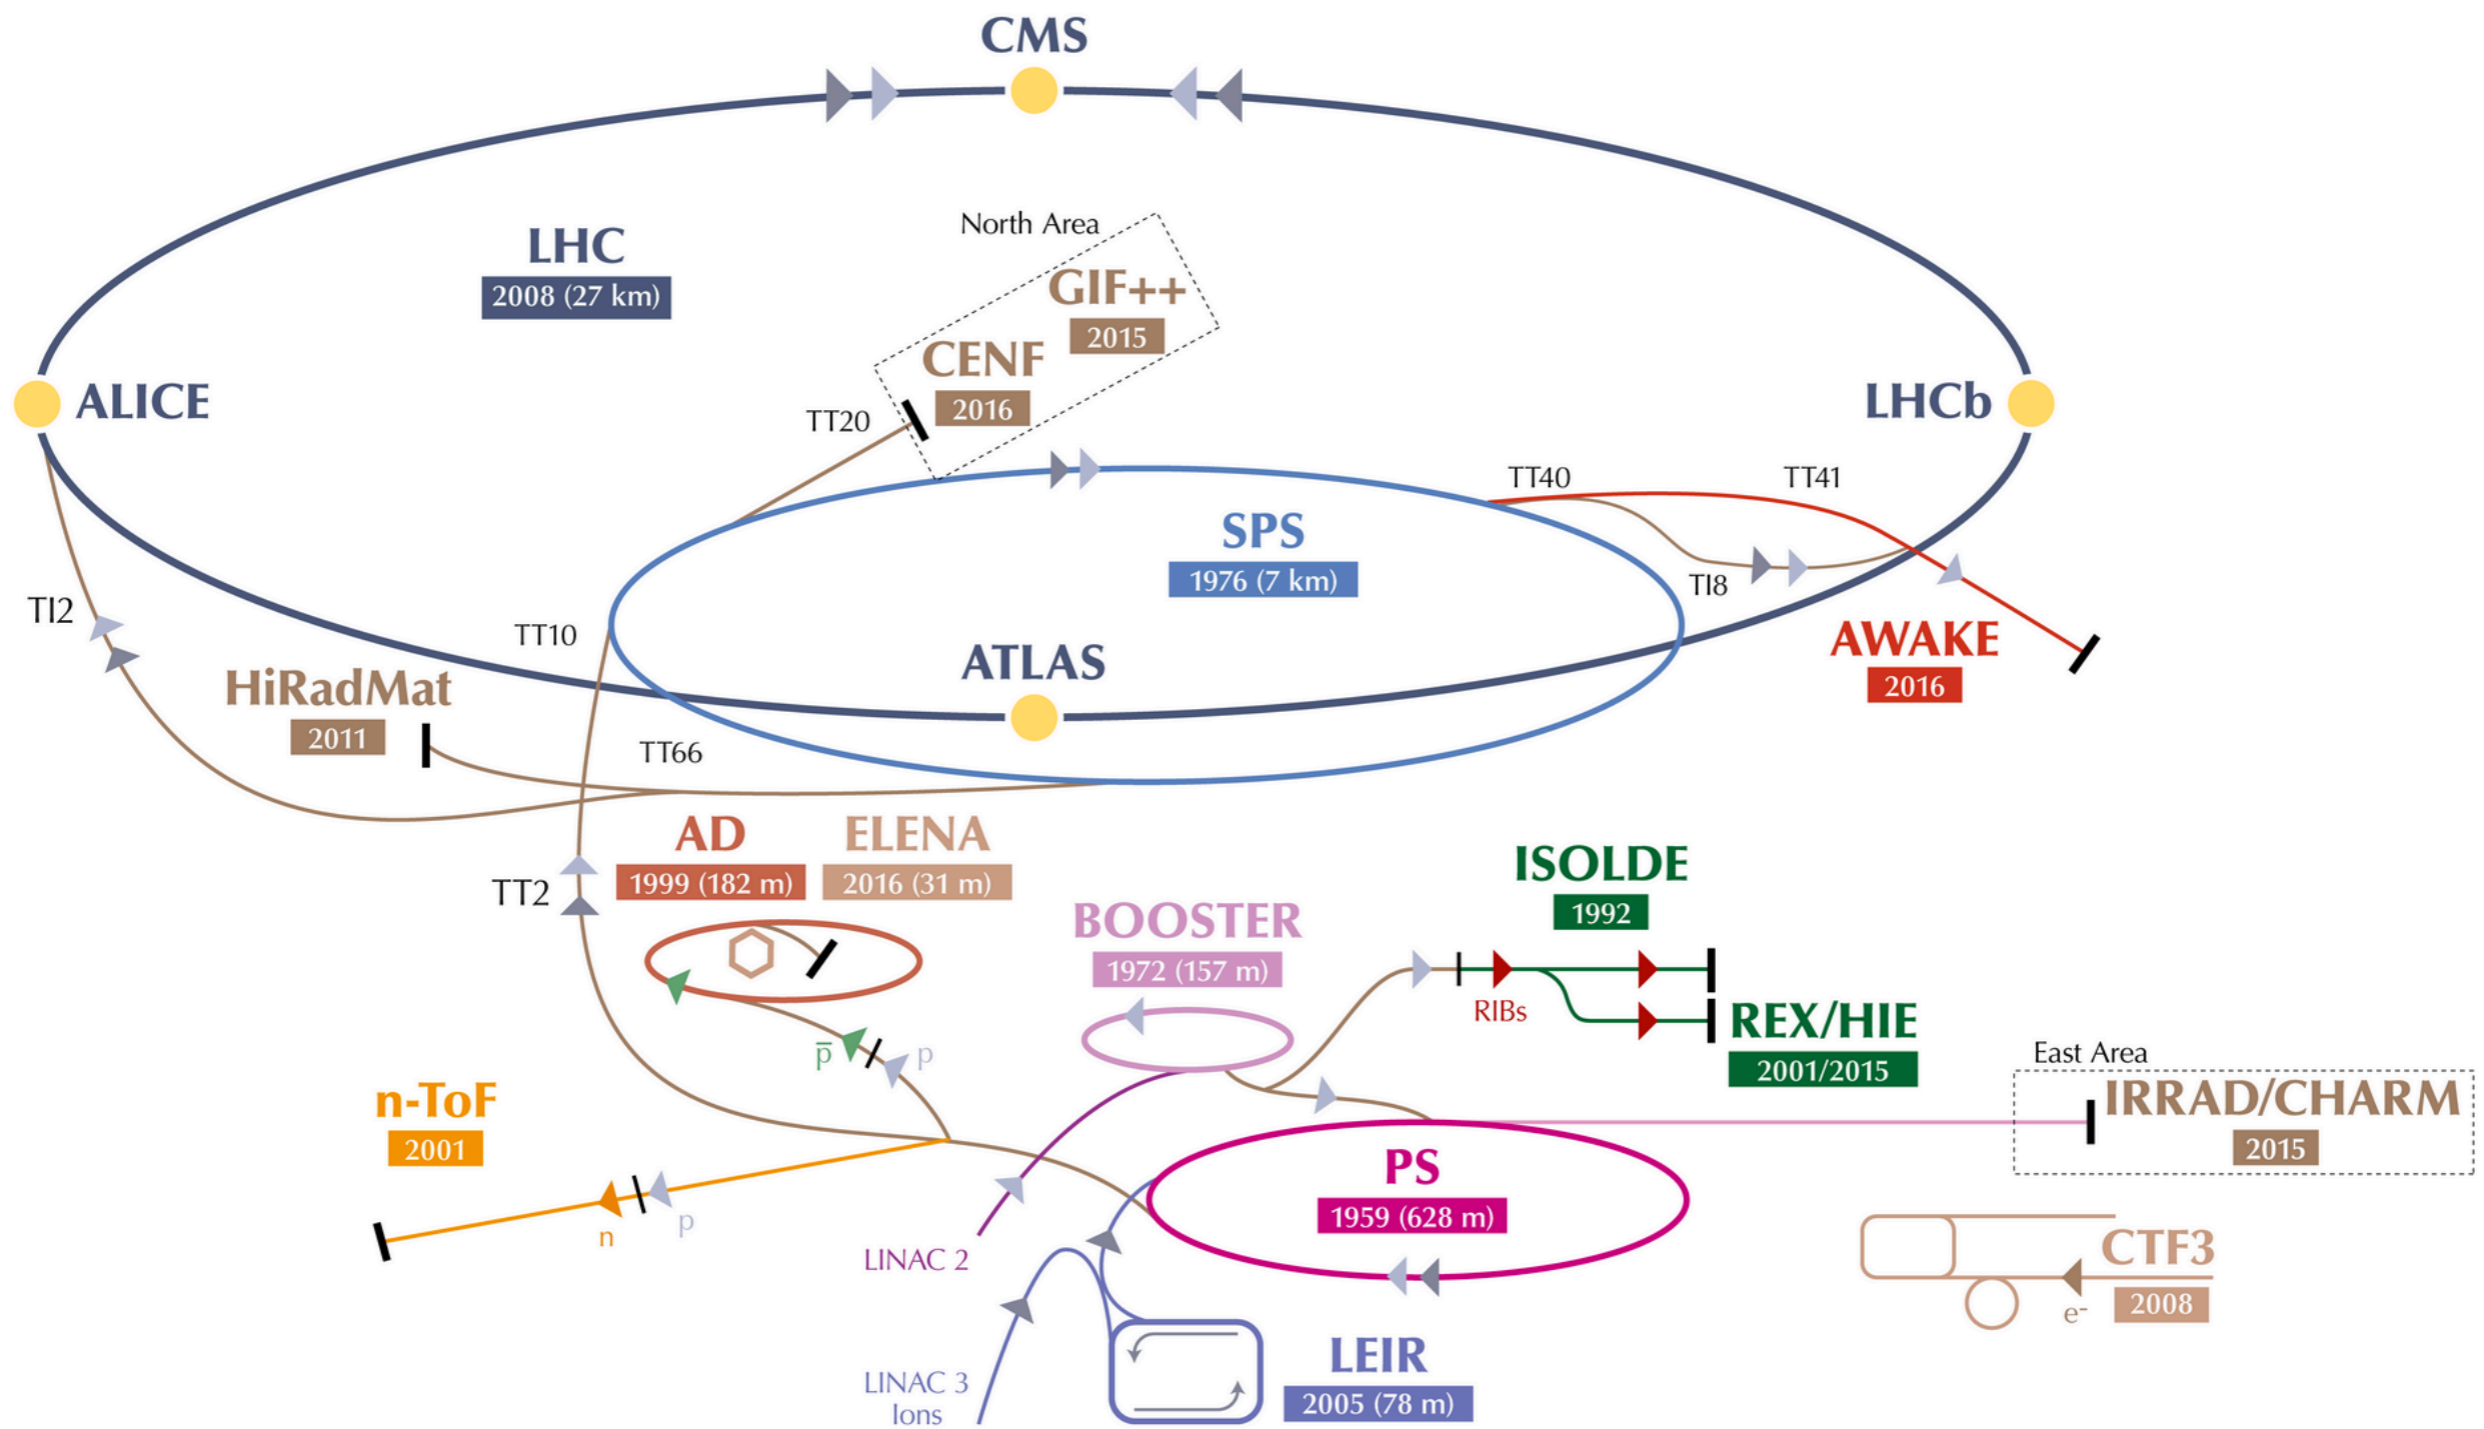 CMS
North Area
LHC
2008 (27 km)
GIF++
2015
CENF
2016
ALICE
LHCb
TT20
TT40
TT41
SPS
1976 (7 km)
TI8
TI2
TT10
ATLAS
AWAKE
2016
HiRadMat
2011
TT66
AD
1999 (182 m)
ELENA
2016 (31 m)
TT2
ISOLDE
1992
BOOSTER
1972 (157 m)
RIBs
REX/HIE
2001/2015
East Area
p̅
p
IRRAD/CHARM
2015
n-ToF
2001
PS
1959 (628 m)
n
p
LINAC 2
CTF3
2008
e⁻
LEIR
2005 (78 m)
LINAC 3
Ions